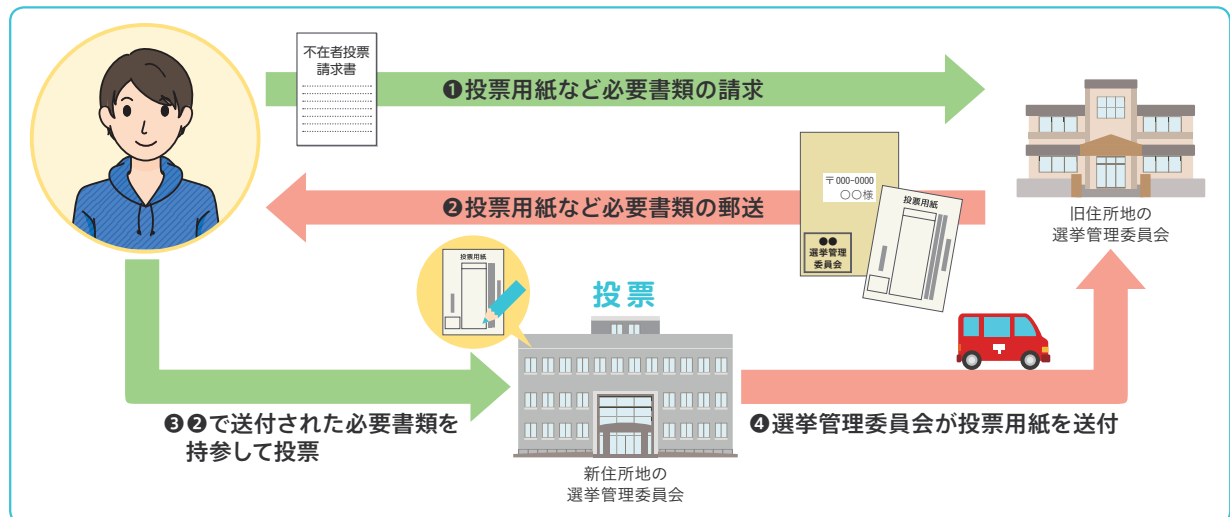 不在者投票
請求書
❶投票用紙など必要書類の請求
❷投票用紙など必要書類の郵送
〒000-0000
〇〇様
●●
選挙管理
委員会
投票用紙
旧住所地の
選挙管理委員会
投票用紙
投票
〒
❸❷で送付された必要書類を
持参して投票
新住所地の
選挙管理委員会
❹選挙管理委員会が投票用紙を送付